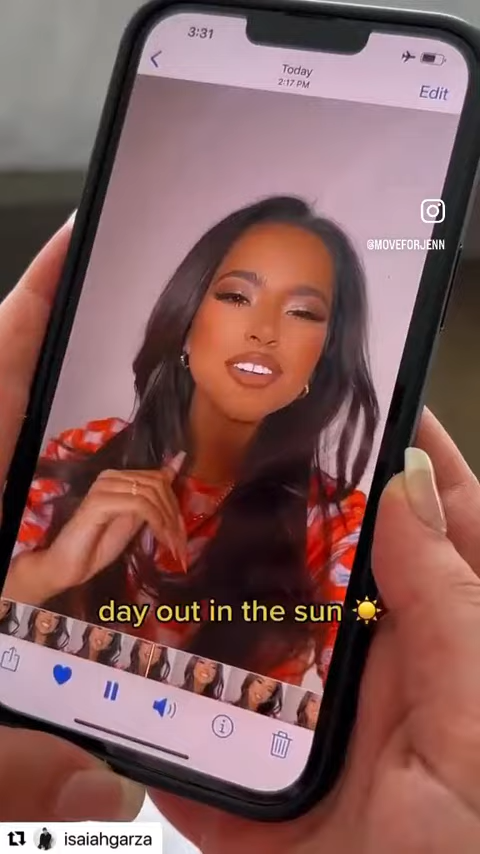 3:31
Today
2:17 PM
Edit
@MOVEFORJENN
day out in the sun
isaiahgarza